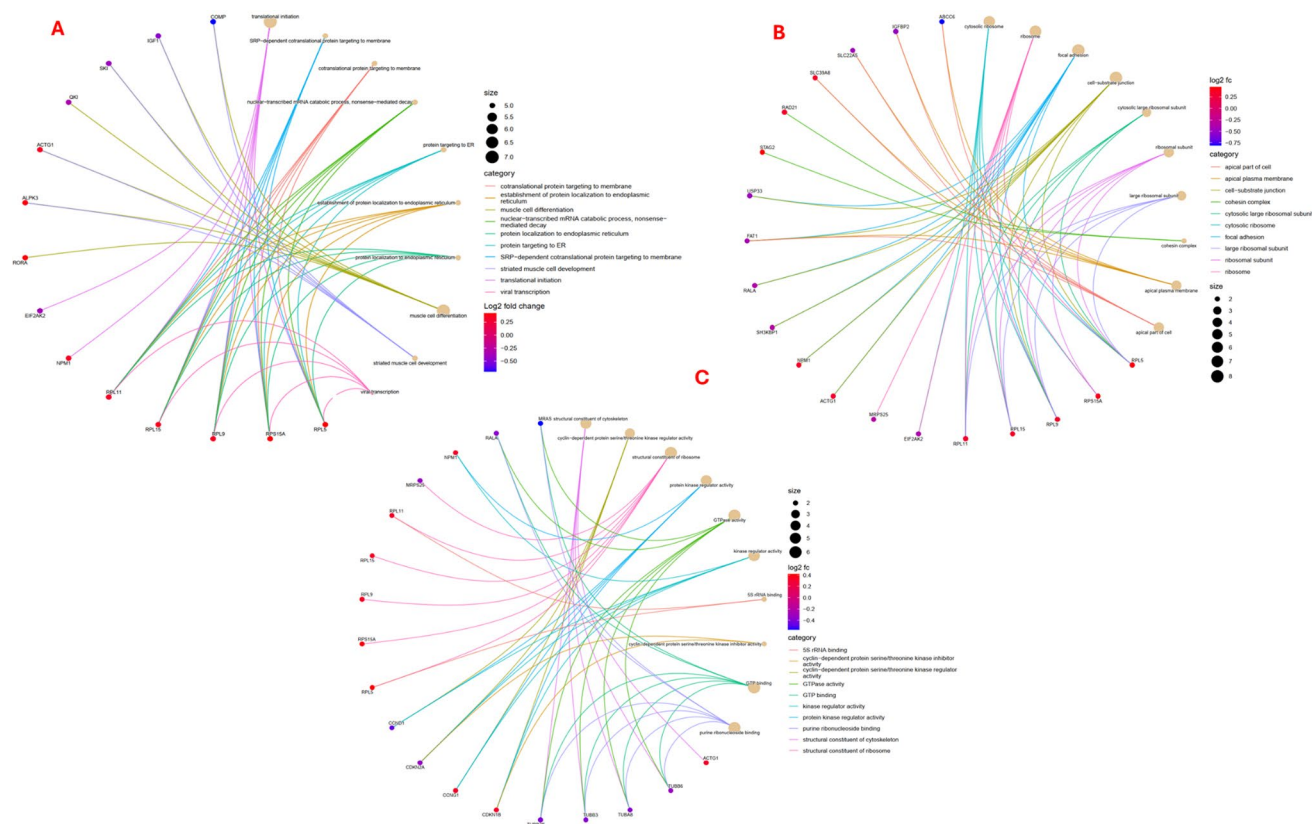 A
COMP
translational initiation
IGF1
SRP-dependent cotranslational protein targeting to membrane
SKI
cotranslational protein targeting to membrane
QKI
nuclear-transcribed mRNA catabolic process, nonsense-mediated decay
ACTG1
protein targeting to ER
ALPK3
establishment of protein localization to endoplasmic reticulum
RORA
protein localization to endoplasmic reticulum
EIF2AK2
muscle cell differentiation
NPM1
striated muscle cell development
RPL11
viral transcription
RPL15
RPL9
RPS15A
RPL5
size
5.0
5.5
6.0
6.5
7.0
category
cotranslational protein targeting to membrane
establishment of protein localization to endoplasmic
reticulum
muscle cell differentiation
nuclear-transcribed mRNA catabolic process, nonsense-
mediated decay
protein localization to endoplasmic reticulum
protein targeting to ER
SRP-dependent cotranslational protein targeting to membrane
striated muscle cell development
translational initiation
viral transcription
Log2 fold change
0.25
0.00
-0.25
-0.50
B
ABCG5
cytosolic ribosome
IGFBP2
ribosome
SLC22A5
focal adhesion
SLC39A8
cell-substrate junction
RAD21
cytosolic large ribosomal subunit
STAG2
ribosomal subunit
USP33
large ribosomal subunit
FAT1
cohesin complex
RALA
apical plasma membrane
SH3KBP1
apical part of cell
NPM1
RPL5
ACTG1
RPS15A
MRPS25
RPL9
EIF2AK2
RPL15
RPL11
log2 fc
0.25
0.00
-0.25
-0.50
-0.75
category
apical part of cell
apical plasma membrane
cell-substrate junction
cohesin complex
cytosolic large ribosomal subunit
cytosolic ribosome
focal adhesion
large ribosomal subunit
ribosomal subunit
ribosome
size
2
3
4
5
6
7
8
C
MRAS
structural constituent of cytoskeleton
RALA
cyclin-dependent protein serine/threonine kinase regulator activity
NPM1
structural constituent of ribosome
MRPS25
protein kinase regulator activity
RPL11
GTPase activity
RPL15
kinase regulator activity
RPL9
5S rRNA binding
RPS15A
cyclin-dependent protein serine/threonine kinase inhibitor activity
RPL5
GTP binding
CCND1
purine ribonucleoside binding
CDKN2A
ACTG1
CCNG1
TUBB6
CDKN1B
TUBA8
TUBB3
size
2
3
4
5
6
log2 fc
0.4
0.2
0.0
-0.2
-0.4
category
5S rRNA binding
cyclin-dependent protein serine/threonine kinase inhibitor
activity
cyclin-dependent protein serine/threonine kinase regulator
activity
GTPase activity
GTP binding
kinase regulator activity
protein kinase regulator activity
purine ribonucleoside binding
structural constituent of cytoskeleton
structural constituent of ribosome